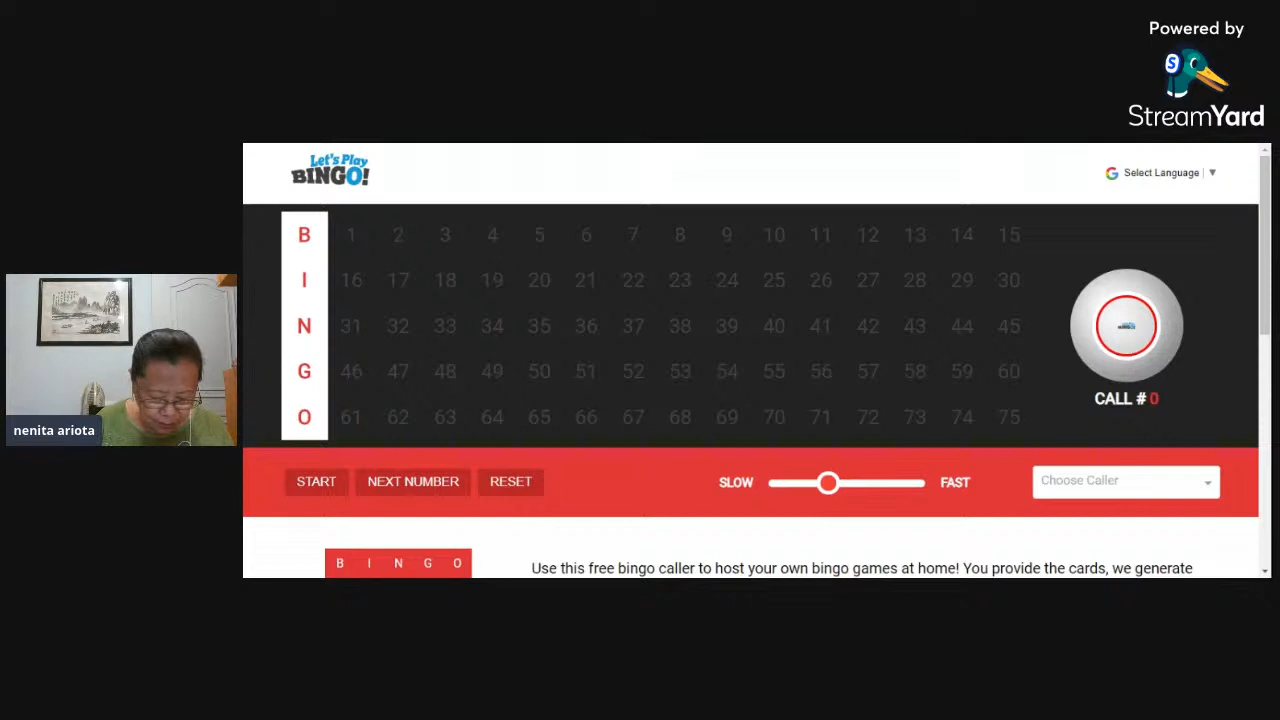 Powered by
S
StreamYard
Let's Play
BINGO!
G Select Language ▼
B 1 2 3 4 5 6 7 8 9 10 11 12 13 14 15
I 16 17 18 19 20 21 22 23 24 25 26 27 28 29 30
N 31 32 33 34 35 36 37 38 39 40 41 42 43 44 45
G 46 47 48 49 50 51 52 53 54 55 56 57 58 59 60
O 61 62 63 64 65 66 67 68 69 70 71 72 73 74 75
CALL # 0
nenita ariota
START NEXT NUMBER RESET
SLOW FAST
Choose Caller
B I N G O
Use this free bingo caller to host your own bingo games at home! You provide the cards, we generate